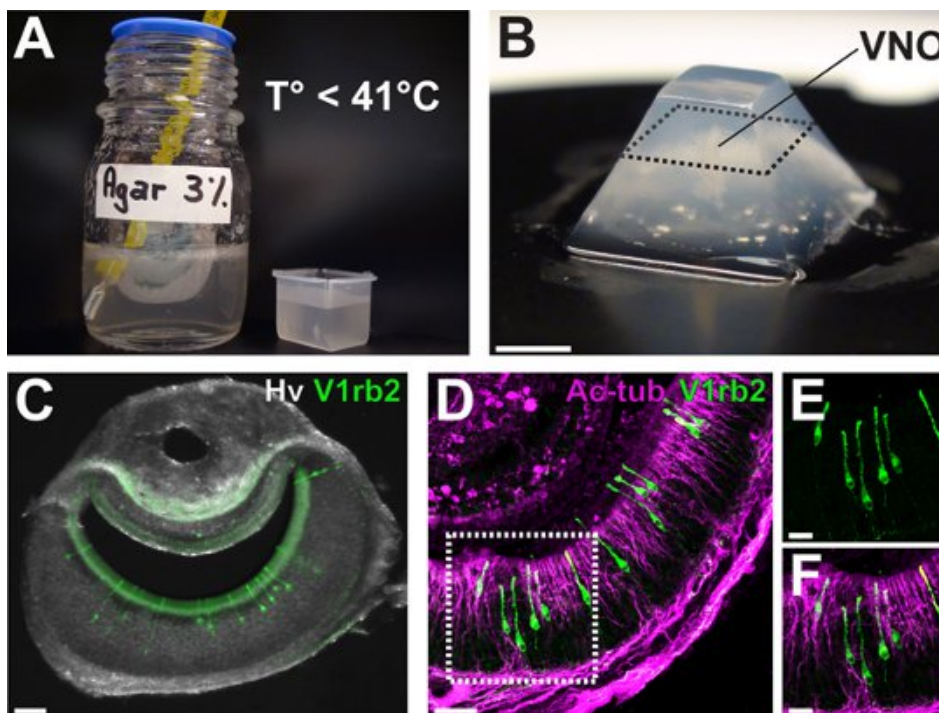 A
T° < 41°C
Agar 3%
B
VNO
C
Hv V1rb2
D
Ac-tub V1rb2
E
F